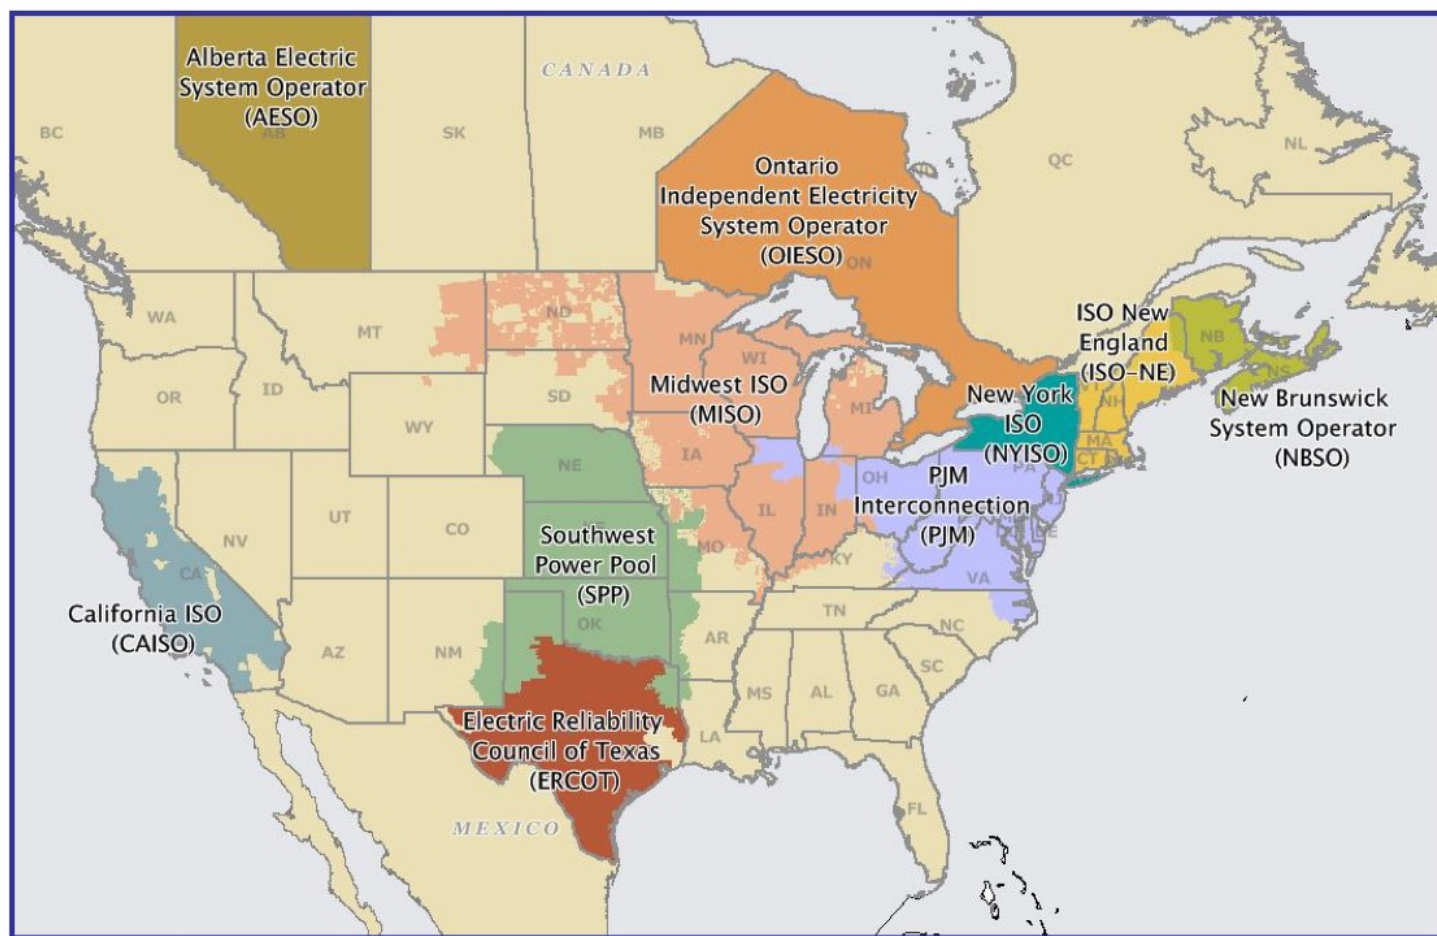 Alberta Electric
System Operator
(AESO)
AB
CANADA
BC
SK
MB
QC
NL
Ontario
Independent Electricity
System Operator
(OIESO)
ON
WA
MT
ND
MN
WI
ISO New
England
(ISO-NE)
NB
NS
VT
NH
OR
ID
SD
WY
Midwest ISO
(MISO)
MI
New York
ISO
(NYISO)
New Brunswick
System Operator
(NBSO)
MA
CT
NE
IA
OH
PA
PJM
Interconnection
(PJM)
NV
UT
CO
IL
IN
Southwest
Power Pool
(SPP)
MO
KY
VA
DE
CA
California ISO
(CAISO)
AZ
NM
OK
AR
TN
NC
SC
MS
AL
GA
LA
Electric Reliability
Council of Texas
(ERCOT)
FL
MEXICO